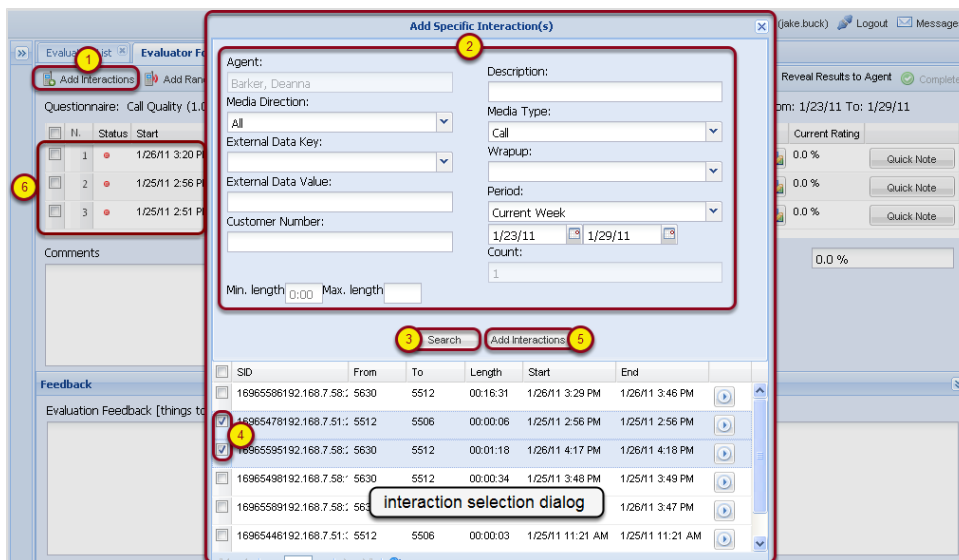 Add Specific Interaction(s)
(jake.buck) Logout Message
Evaluator Evaluator Fo
1
2
Add Interactions Add Ran
Reveal Results to Agent Complete
Questionnaire: Call Quality (1.0
To: 1/29/11
1/23/11
N. Status Start
Current Rating
1 1/26/11 3:20 P
0.0 % Quick Note
2 1/25/11 2:56 P
0.0 % Quick Note
3 1/25/11 2:51 P
0.0 % Quick Note
6
Comments
0.0 %
Agent:
Barker, Deanna
Media Direction:
All
External Data Key:
External Data Value:
Customer Number:
Min. length 0:00 Max. length
Description:
Media Type:
Call
Wrapup:
Period:
Current Week
1/23/11 1/29/11
Count:
1
3 Search Add Interactions 5
SID From To Length Start End
16965586192.168.7.58: 5630 5512 00:16:31 1/26/11 3:29 PM 1/26/11 3:46 PM
16965478192.168.7.51: 5512 5506 00:00:06 1/25/11 2:56 PM 1/25/11 2:56 PM
4
16965595192.168.7.58: 5630 5512 00:01:18 1/26/11 4:17 PM 1/26/11 4:18 PM
16965498192.168.7.58: 5630 5512 00:00:34 1/25/11 3:48 PM 1/25/11 3:49 PM
interaction selection dialog
16965589192.168.7.58: 563 1/26/11 3:47 PM
16965446192.168.7.51: 5512 5506 00:00:03 1/25/11 11:21 AM 1/25/11 11:21 AM
Feedback
Evaluation Feedback [things to